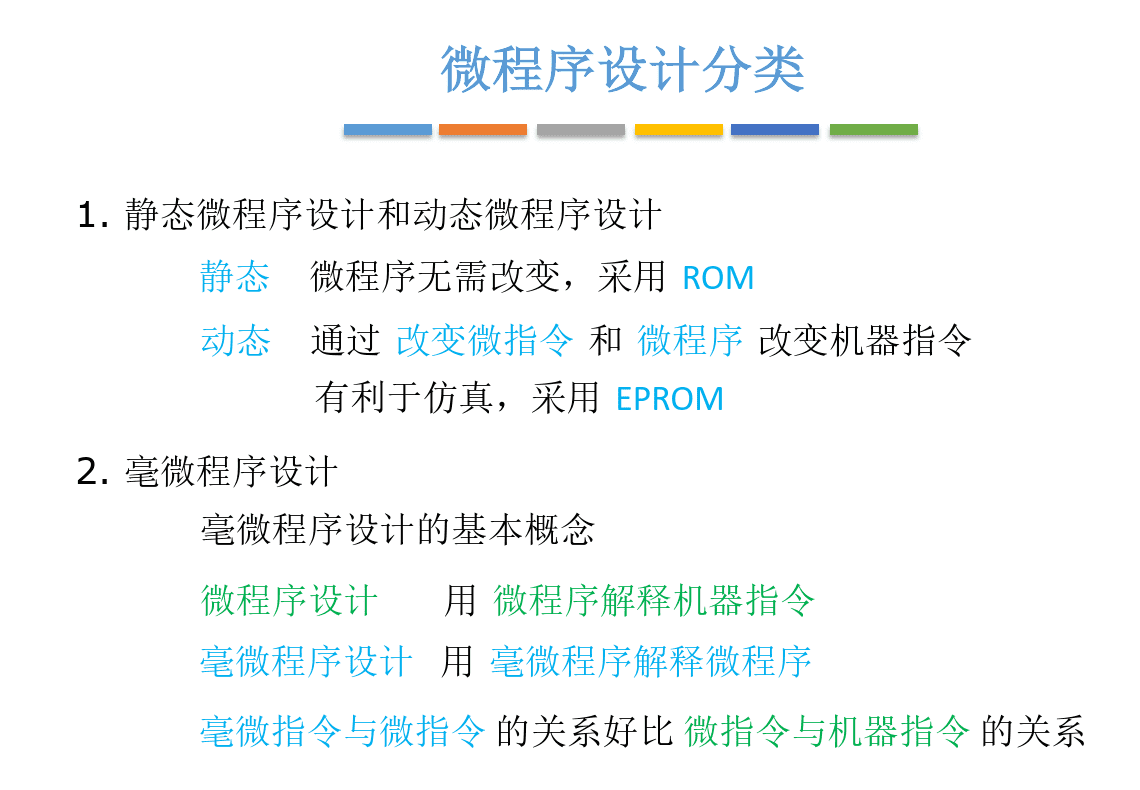 微程序设计分类
1. 静态微程序设计和动态微程序设计
静态 微程序无需改变，采用 ROM
动态 通过 改变微指令 和 微程序 改变机器指令
有利于仿真，采用 EPROM
2. 毫微程序设计
毫微程序设计的基本概念
微程序设计 用 微程序解释机器指令
毫微程序设计 用 毫微程序解释微程序
毫微指令与微指令 的关系好比 微指令与机器指令 的关系